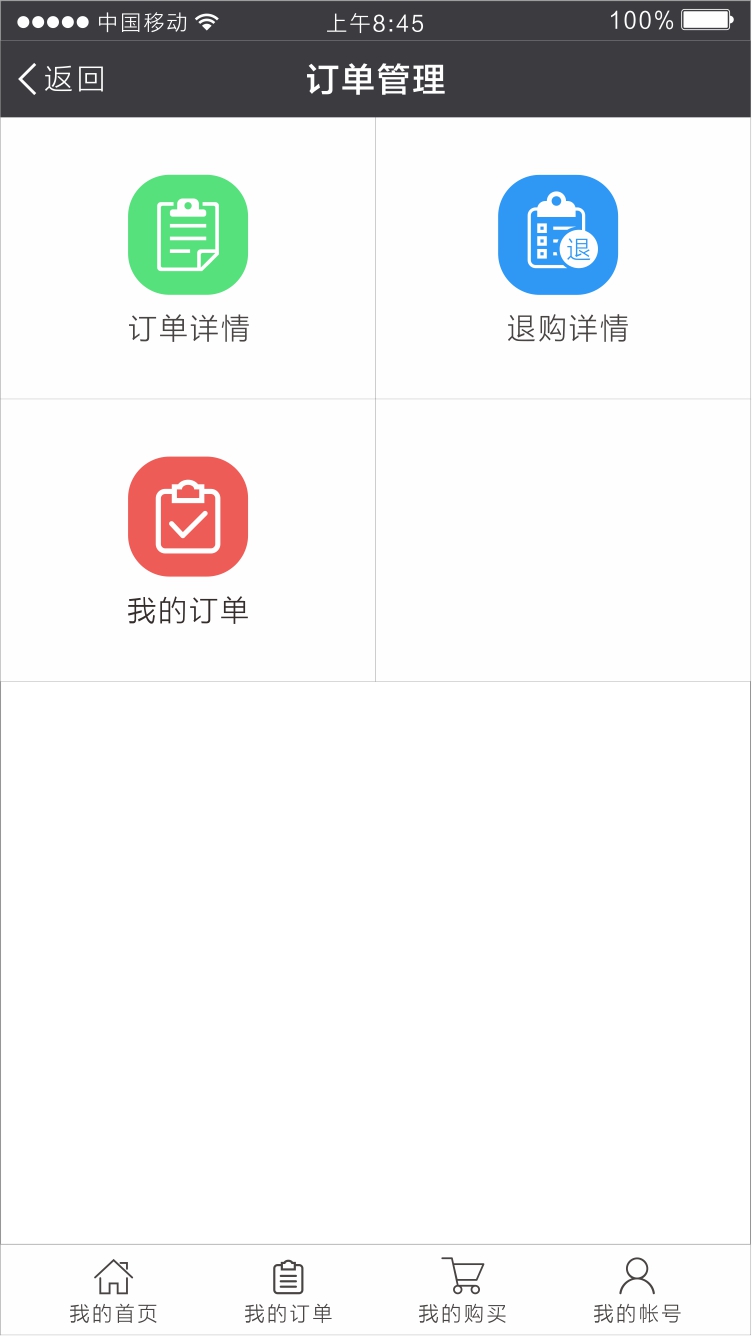 中国移动 上午8:45 100%
返回 订单管理
退
订单详情 退购详情
我的订单
我的首页 我的订单 我的购买 我的帐号